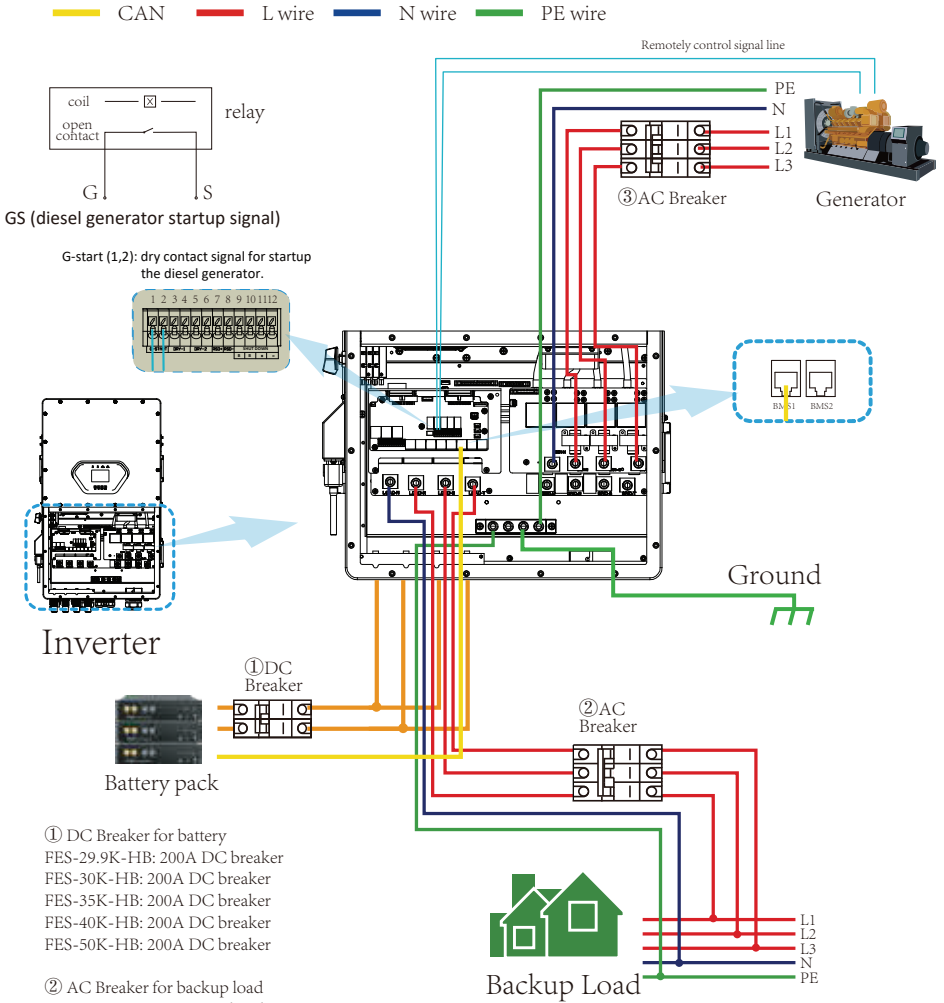 CAN L wire N wire PE wire
Remotely control signal line
coil X
open
contact
relay
G S
GS (diesel generator startup signal)
PE
N
L1
L2
L3
③AC Breaker
Generator
G-start (1,2): dry contact signal for startup
the diesel generator.
1 2 3 4 5 6 7 8 9 10 11 12
BMS1 BMS2
Ground
Inverter
①DC
Breaker
②AC
Breaker
Battery pack
① DC Breaker for battery
FES-29.9K-HB: 200A DC breaker
FES-30K-HB: 200A DC breaker
FES-35K-HB: 200A DC breaker
FES-40K-HB: 200A DC breaker
FES-50K-HB: 200A DC breaker
② AC Breaker for backup load
Backup Load
L1
L2
L3
N
PE